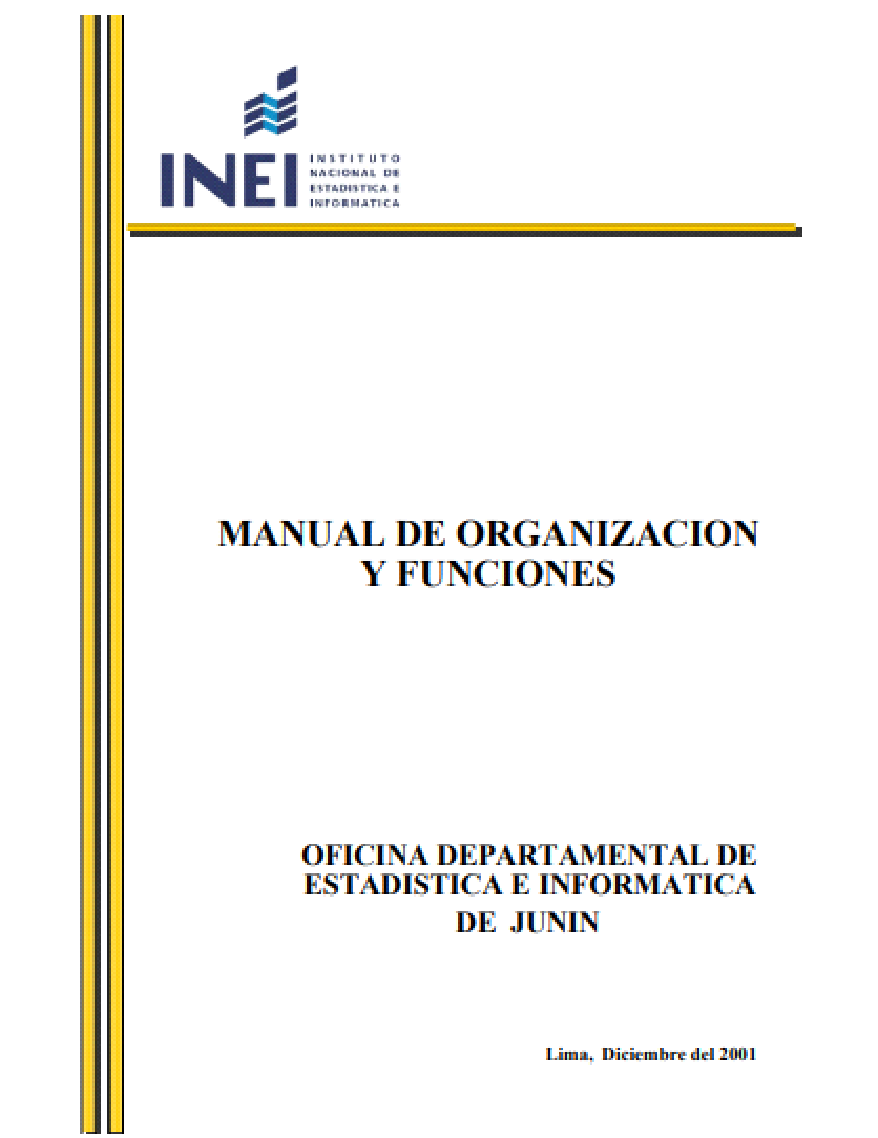 INEI
INSTITUTO
NACIONAL DE
ESTADISTICA E
INFORMATICA
MANUAL DE ORGANIZACION
Y FUNCIONES
OFICINA DEPARTAMENTAL DE
ESTADISTICA E INFORMATICA
DE JUNIN
Lima, Diciembre del 2001